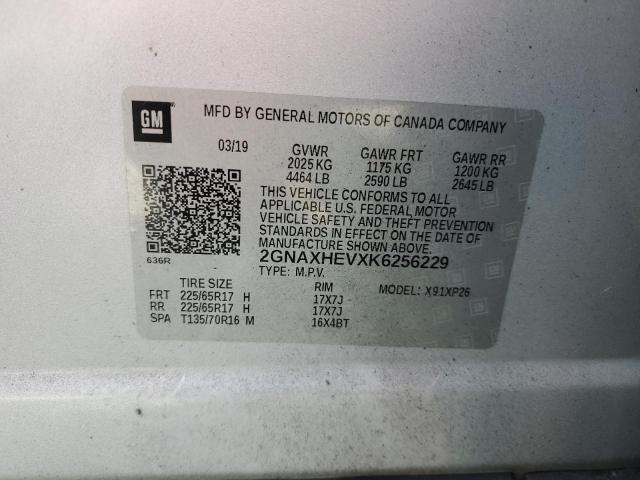 GM
MFD BY GENERAL MOTORS OF CANADA COMPANY
03/19 GVWR GAWR FRT GAWR RR
2025 KG 1175 KG 1200 KG
4464 LB 2590 LB 2645 LB
THIS VEHICLE CONFORMS TO ALL
APPLICABLE U.S. FEDERAL MOTOR
VEHICLE SAFETY AND THEFT PREVENTION
STANDARDS IN EFFECT ON THE DATE OF
MANUFACTURE SHOWN ABOVE.
636R 2GNAXHEVXK6256229
TYPE: M.P.V.
TIRE SIZE RIM MODEL: X91XP26
FRT 225/65R17 H 17X7J
RR 225/65R17 H 17X7J
SPA T135/70R16 M 16X4BT